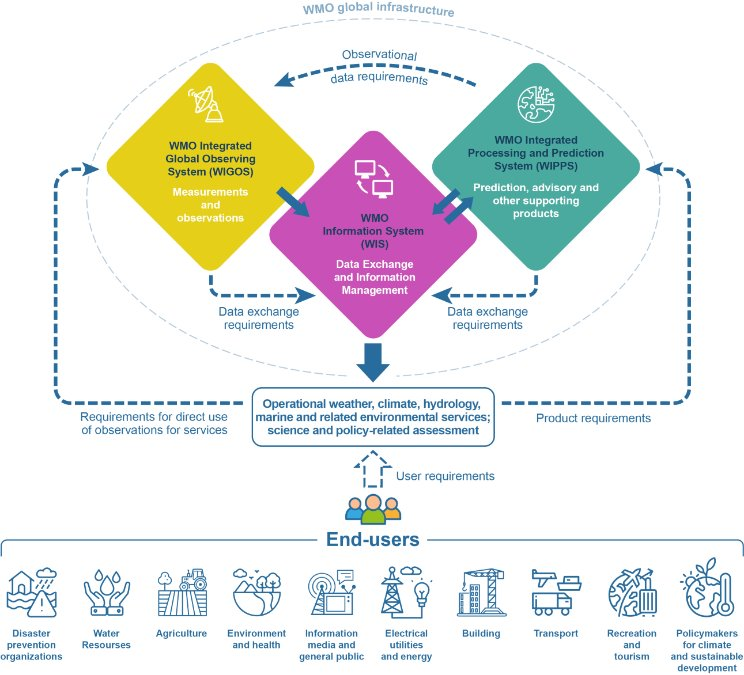 WMO global infrastructure
Observational
data requirements
WMO Integrated
Global Observing
System (WIGOS)
Measurements
and
observations
WMO Integrated
Processing and Prediction
System (WIPPS)
Prediction, advisory and
other supporting
products
WMO
Information System
(WIS)
Data Exchange
and Information
Management
Data exchange
requirements
Data exchange
requirements
Operational weather, climate, hydrology,
marine and related environmental services;
science and policy-related assessment
Requirements for direct use
of observations for services
Product requirements
User requirements
End-users
Disaster
prevention
organizations
Water
Resourses
Agriculture
Environment
and health
Information
media and
general public
Electrical
utilities
and energy
Building
Transport
Recreation
and
tourism
Policymakers
for climate
and sustainable
development